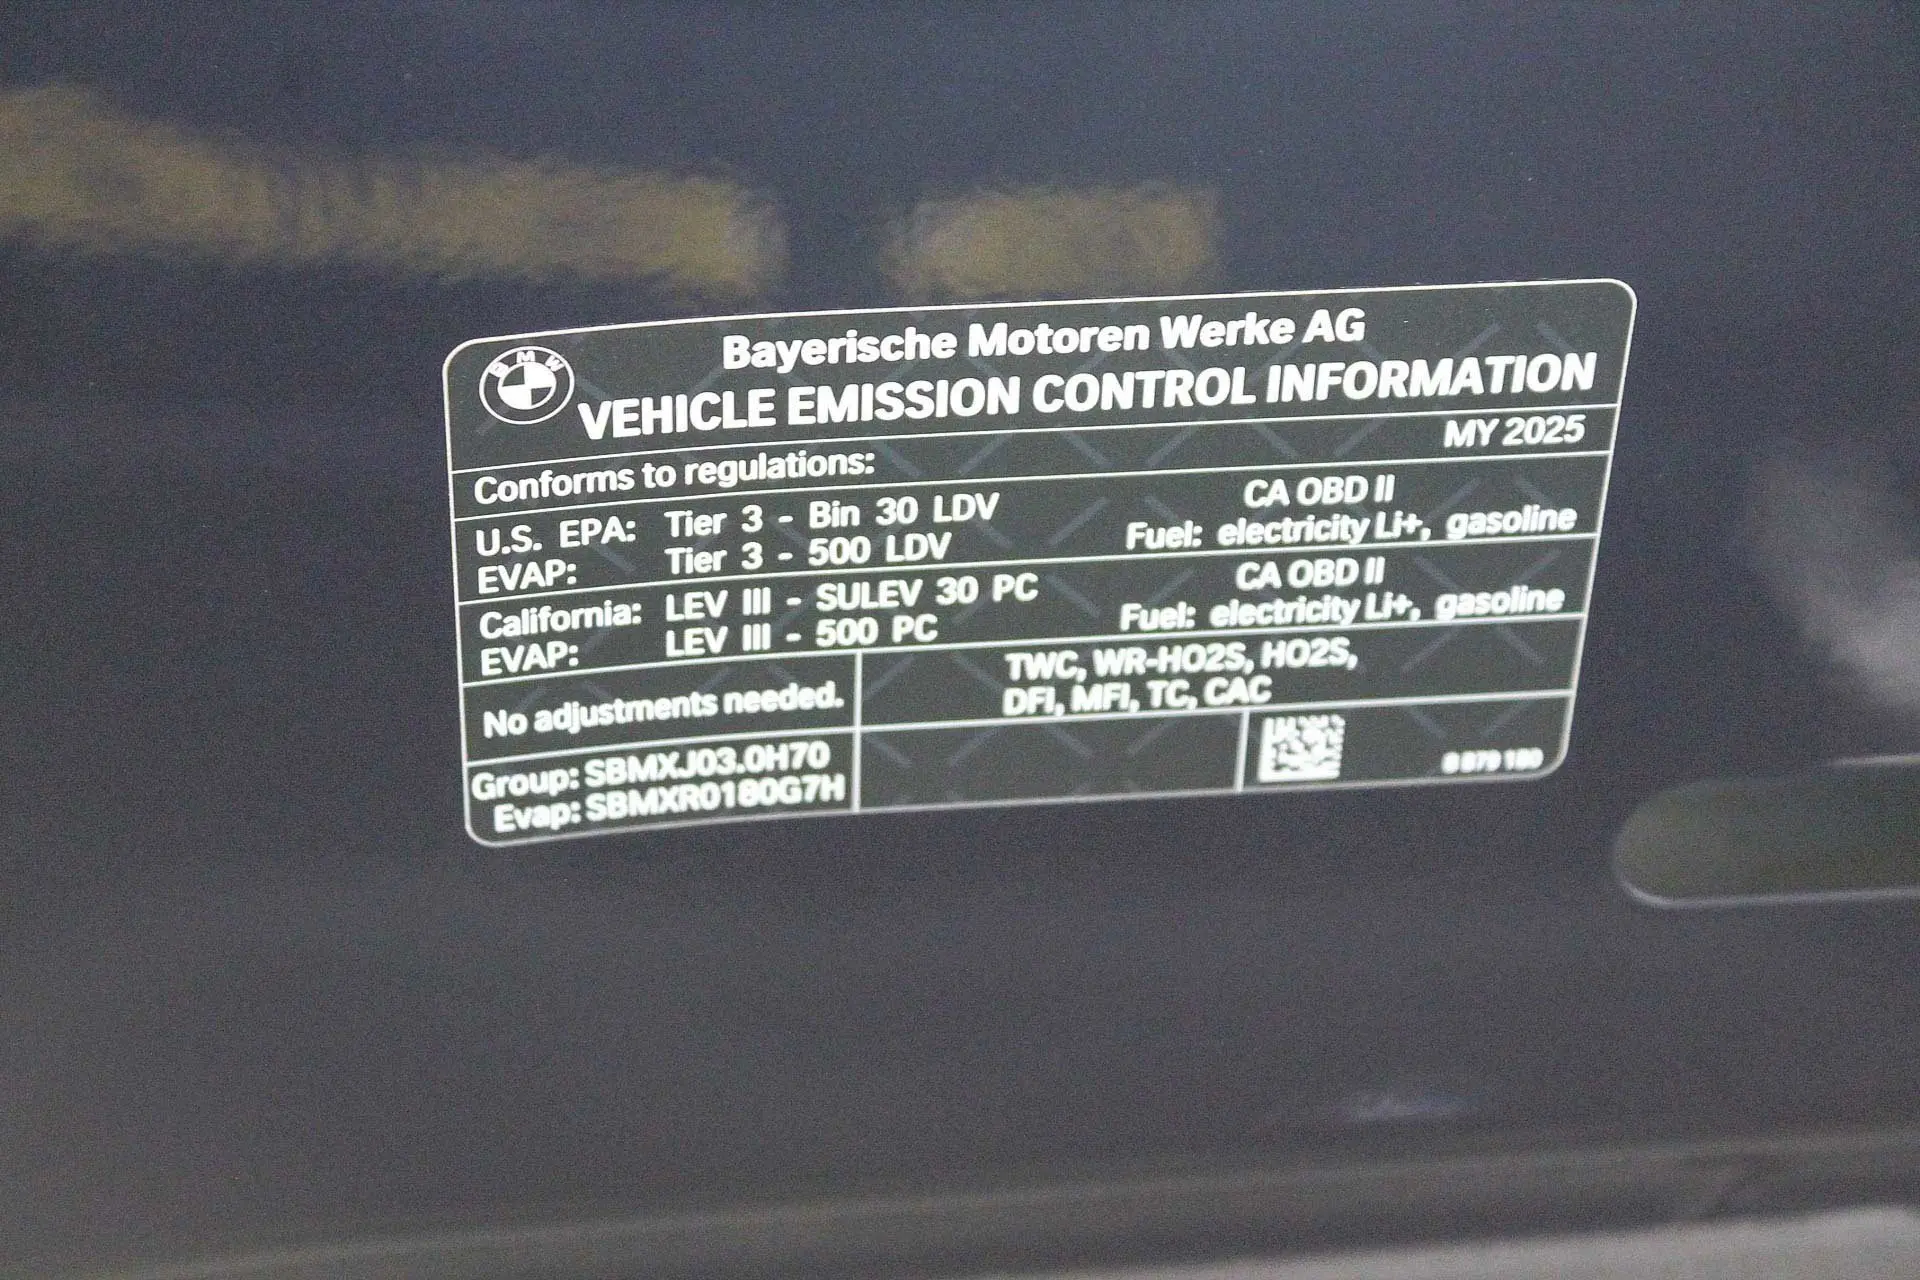 BMW
Bayerische Motoren Werke AG
VEHICLE EMISSION CONTROL INFORMATION
MY 2025
Conforms to regulations:
U.S. EPA: Tier 3 - Bin 30 LDV
EVAP: Tier 3 - 500 LDV
CA OBD II
Fuel: electricity Li+, gasoline
California: LEV III - SULEV 30 PC
EVAP: LEV III - 500 PC
CA OBD II
Fuel: electricity Li+, gasoline
No adjustments needed.
TWC, WR-HO2S, HO2S,
DFI, MFI, TC, CAC
Group: SBMXJ03.0H70
Evap: SBMXR0180G7H